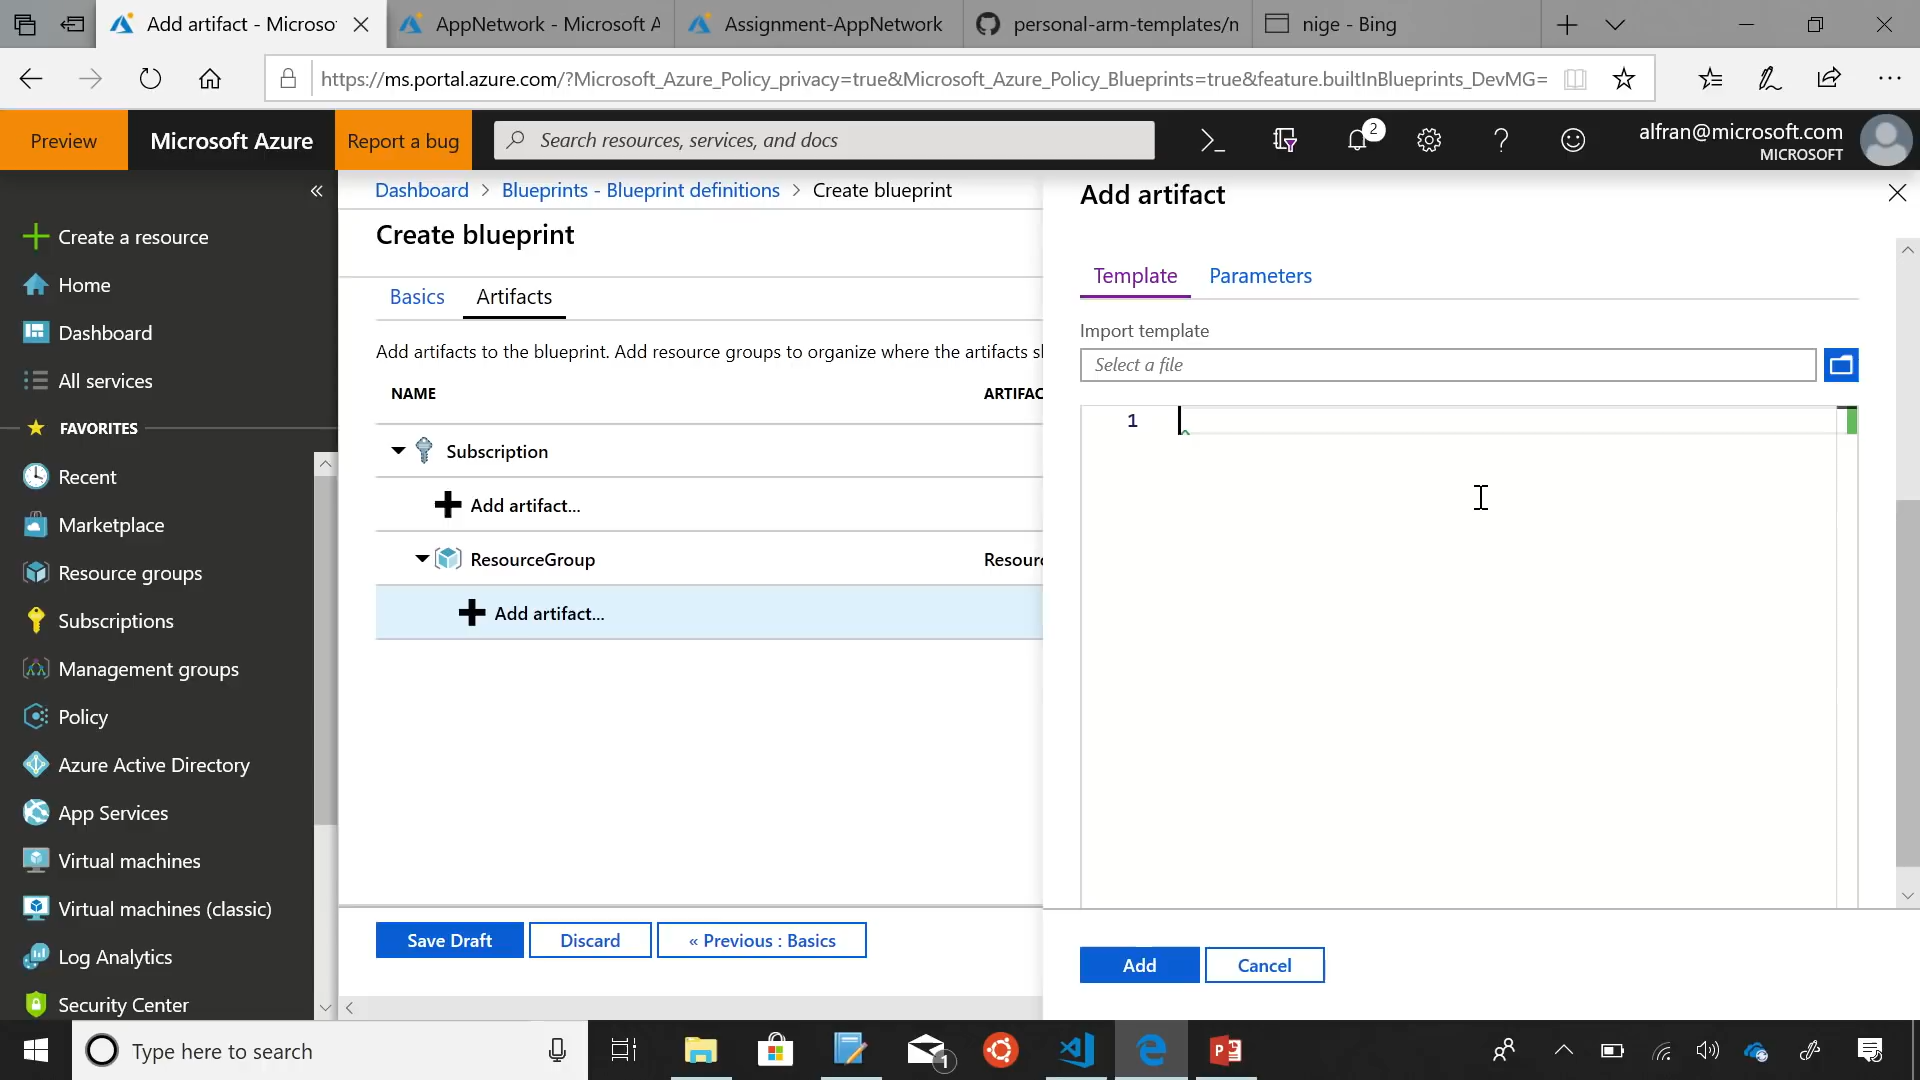 Add artifact - Microso
AppNetwork - Microsoft A
Assignment-AppNetwork
personal-arm-templates/n
nige - Bing
https://ms.portal.azure.com/?Microsoft_Azure_Policy_privacy=true&Microsoft_Azure_Policy_Blueprints=true&feature.builtInBlueprints_DevMG=
Preview
Microsoft Azure
Report a bug
Search resources, services, and docs
2
alfran@microsoft.com
MICROSOFT
Create a resource
Home
Dashboard
All services
FAVORITES
Recent
Marketplace
Resource groups
Subscriptions
Management groups
Policy
Azure Active Directory
App Services
Virtual machines
Virtual machines (classic)
Log Analytics
Security Center
Dashboard > Blueprints - Blueprint definitions > Create blueprint
Create blueprint
Basics
Artifacts
Add artifacts to the blueprint. Add resource groups to organize where the artifacts sh
NAME
ARTIFAC
Subscription
Add artifact...
ResourceGroup
Resourc
Add artifact...
Save Draft
Discard
« Previous : Basics
Add artifact
Template
Parameters
Import template
Select a file
1
Add
Cancel
Type here to search
1